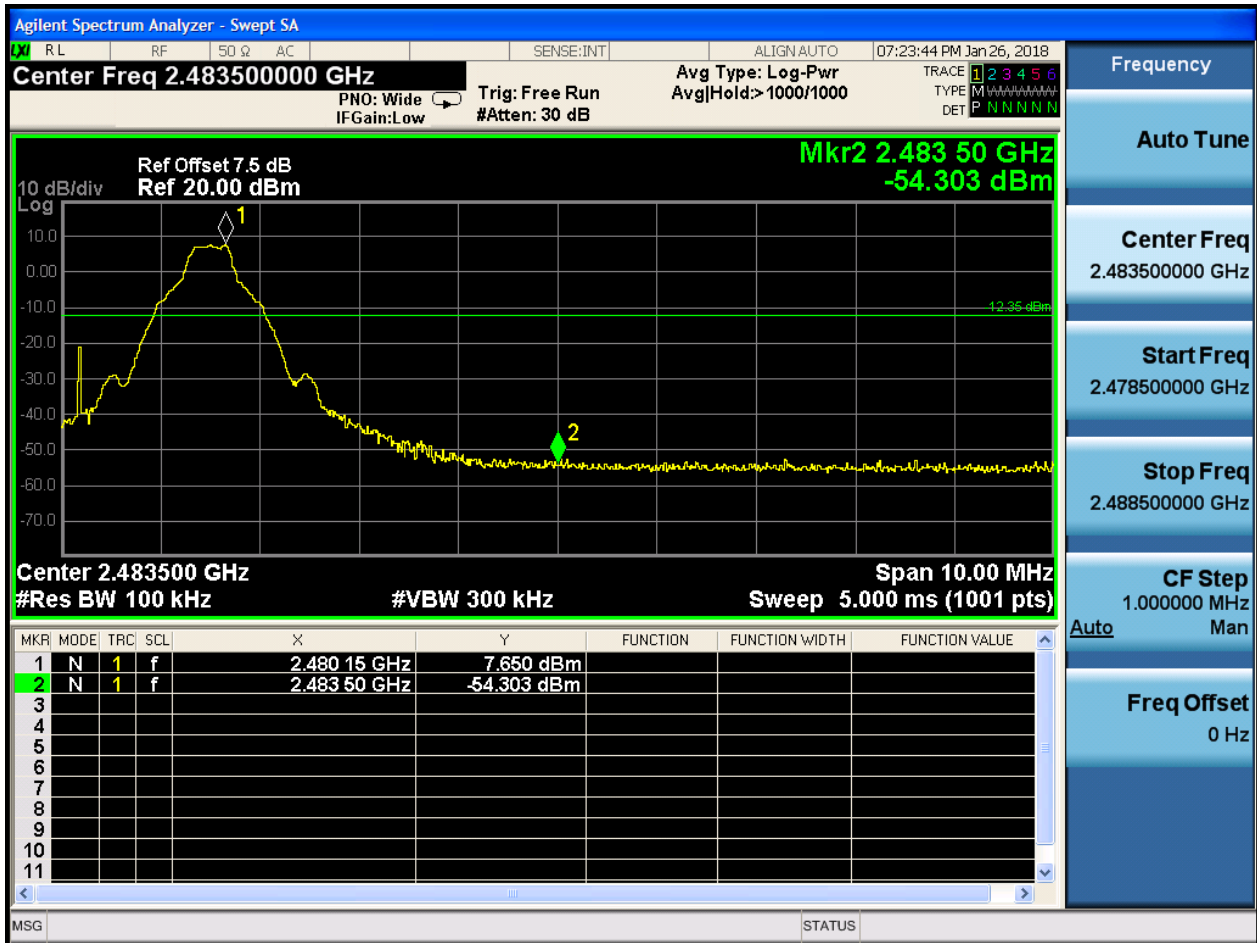 Agilent Spectrum Analyzer - Swept SA
LXI RL RF 50 Ω AC SENSE:INT ALIGN AUTO 07:23:44 PM Jan 26, 2018
Center Freq 2.483500000 GHz
PNO: Wide
IFGain:Low
Trig: Free Run
#Atten: 30 dB
Avg Type: Log-Pwr
Avg|Hold:>1000/1000
TRACE 1 2 3 4 5 6
TYPE M WWWWW
DET P N N N N N
Mkr2 2.483 50 GHz
-54.303 dBm
Ref Offset 7.5 dB
10 dB/div Ref 20.00 dBm
Log
1
10.0
0.00
-10.0
-12.35 dBm
-20.0
-30.0
-40.0
2
-50.0
-60.0
-70.0
Center 2.483500 GHz Span 10.00 MHz
#Res BW 100 kHz #VBW 300 kHz Sweep 5.000 ms (1001 pts)
MKR MODE TRC SCL X Y FUNCTION FUNCTION WIDTH FUNCTION VALUE
1 N 1 f 2.480 15 GHz 7.650 dBm
2 N 1 f 2.483 50 GHz -54.303 dBm
3
4
5
6
7
8
9
10
11
MSG STATUS
Frequency
Auto Tune
Center Freq
2.483500000 GHz
Start Freq
2.478500000 GHz
Stop Freq
2.488500000 GHz
CF Step
1.000000 MHz
Auto Man
Freq Offset
0 Hz